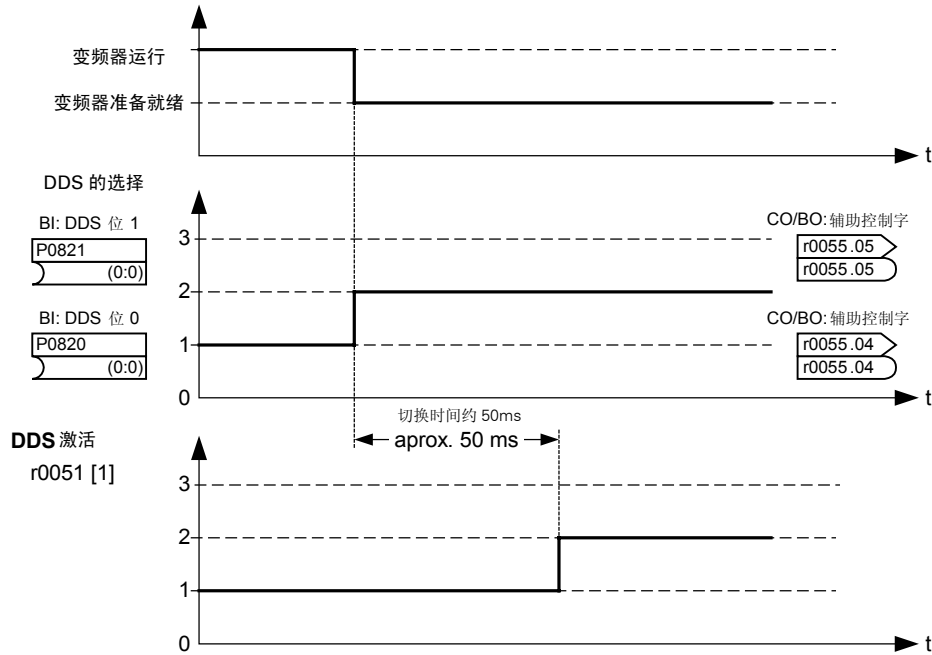 变频器运行
变频器准备就绪
t
DDS 的选择
BI: DDS 位 1
P0821
(0:0)
3
CO/BO: 辅助控制字
r0055.05
r0055.05
2
BI: DDS 位 0
P0820
(0:0)
1
CO/BO: 辅助控制字
r0055.04
r0055.04
0
t
切换时间约 50ms
aprox. 50 ms
DDS 激活
r0051 [1]
3
2
1
0
t